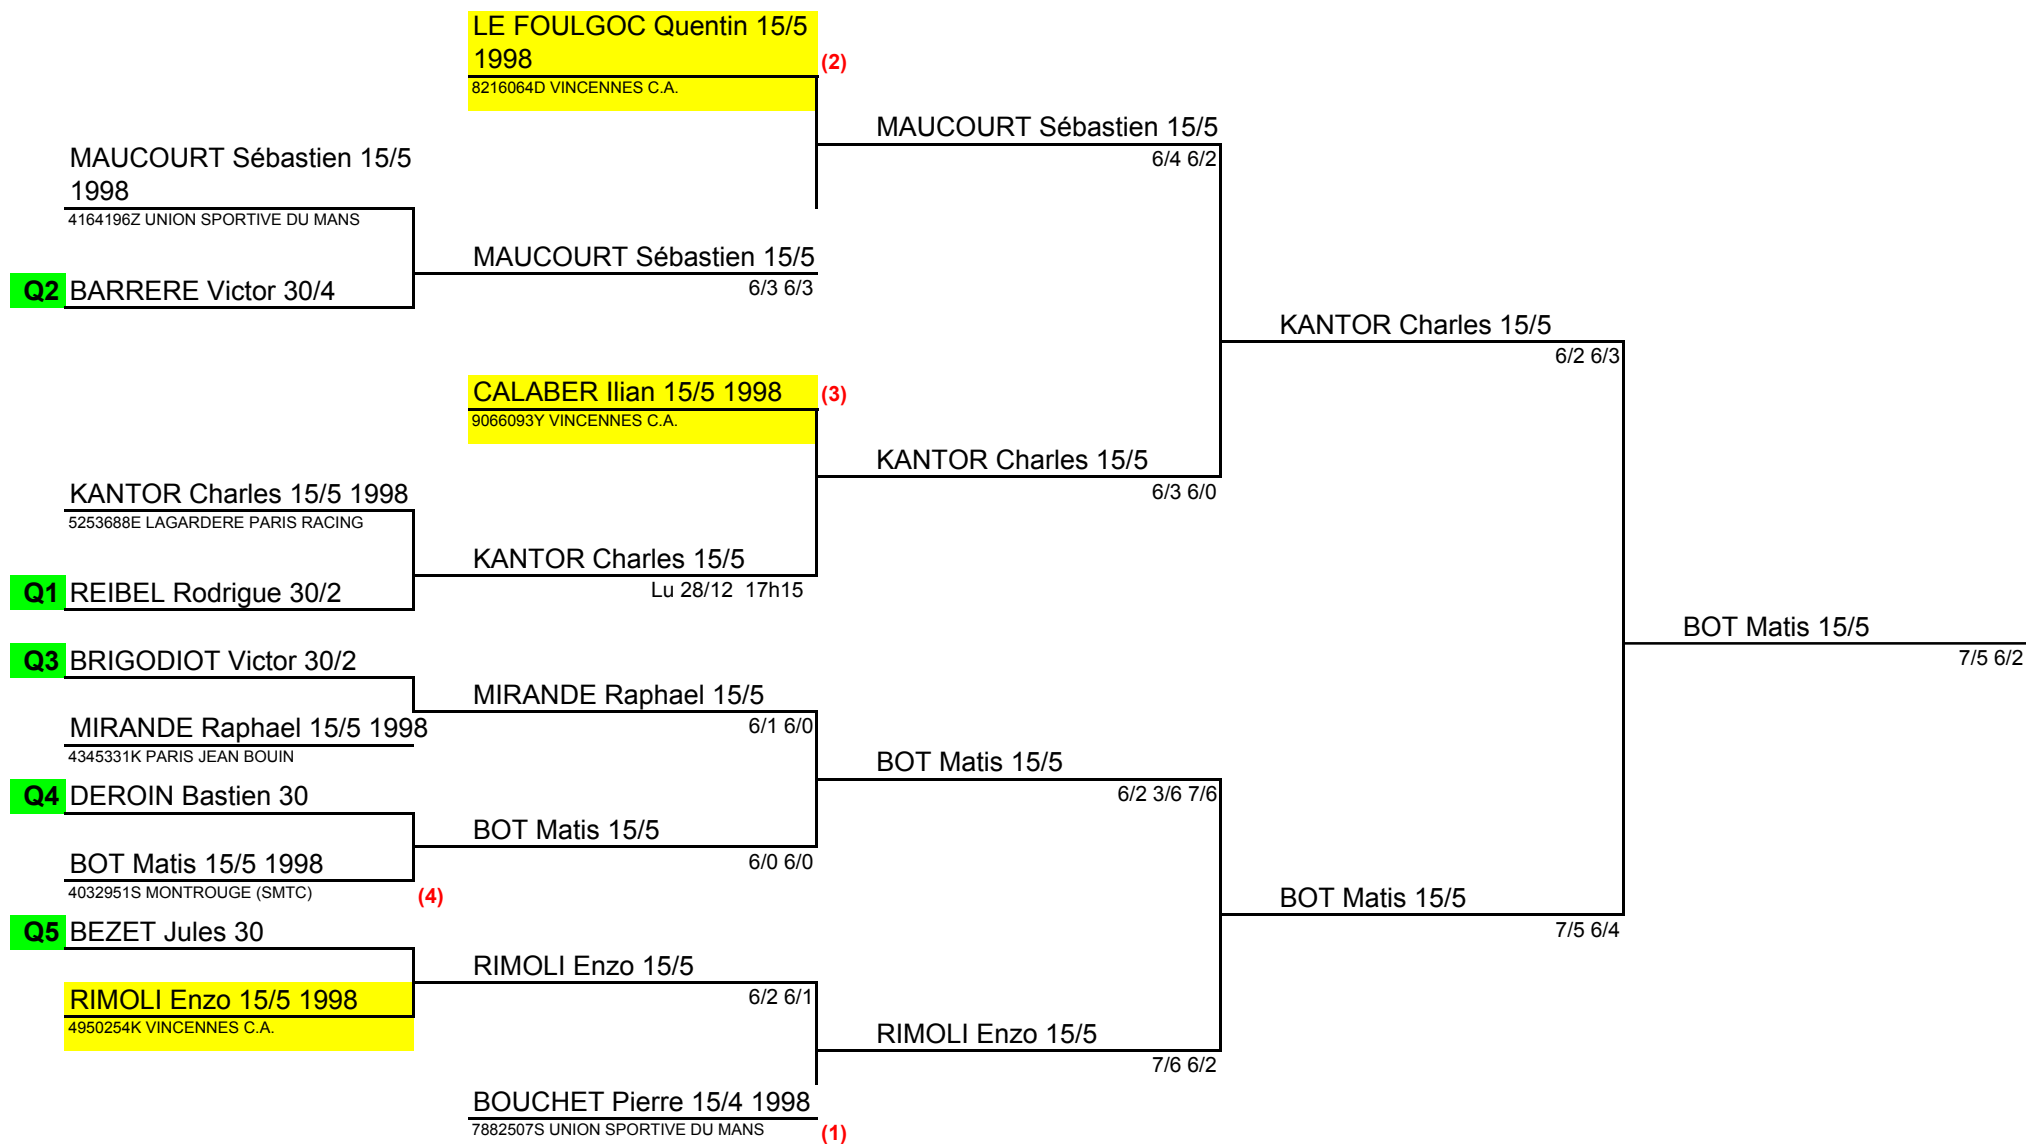 LE FOULGOC Quentin 15/5
1998
(2)
8216064D VINCENNES C.A.
MAUCOURT Sébastien 15/5
6/4 6/2
MAUCOURT Sébastien 15/5
1998
4164196Z UNION SPORTIVE DU MANS
MAUCOURT Sébastien 15/5
6/3 6/3
Q2 BARRERE Victor 30/4
KANTOR Charles 15/5
6/2 6/3
CALABER Ilian 15/5 1998 (3)
9066093Y VINCENNES C.A.
KANTOR Charles 15/5
6/3 6/0
KANTOR Charles 15/5 1998
5253688E LAGARDERE PARIS RACING
KANTOR Charles 15/5
Lu 28/12 17h15
Q1 REIBEL Rodrigue 30/2
BOT Matis 15/5
7/5 6/2
Q3 BRIGODIOT Victor 30/2
MIRANDE Raphael 15/5
6/1 6/0
MIRANDE Raphael 15/5 1998
4345331K PARIS JEAN BOUIN
BOT Matis 15/5
6/2 3/6 7/6
Q4 DEROIN Bastien 30
BOT Matis 15/5
6/0 6/0
BOT Matis 15/5 1998
4032951S MONTROUGE (SMTC)
(4)
BOT Matis 15/5
7/5 6/4
Q5 BEZET Jules 30
RIMOLI Enzo 15/5
6/2 6/1
RIMOLI Enzo 15/5 1998
4950254K VINCENNES C.A.
RIMOLI Enzo 15/5
7/6 6/2
BOUCHET Pierre 15/4 1998
7882507S UNION SPORTIVE DU MANS
(1)